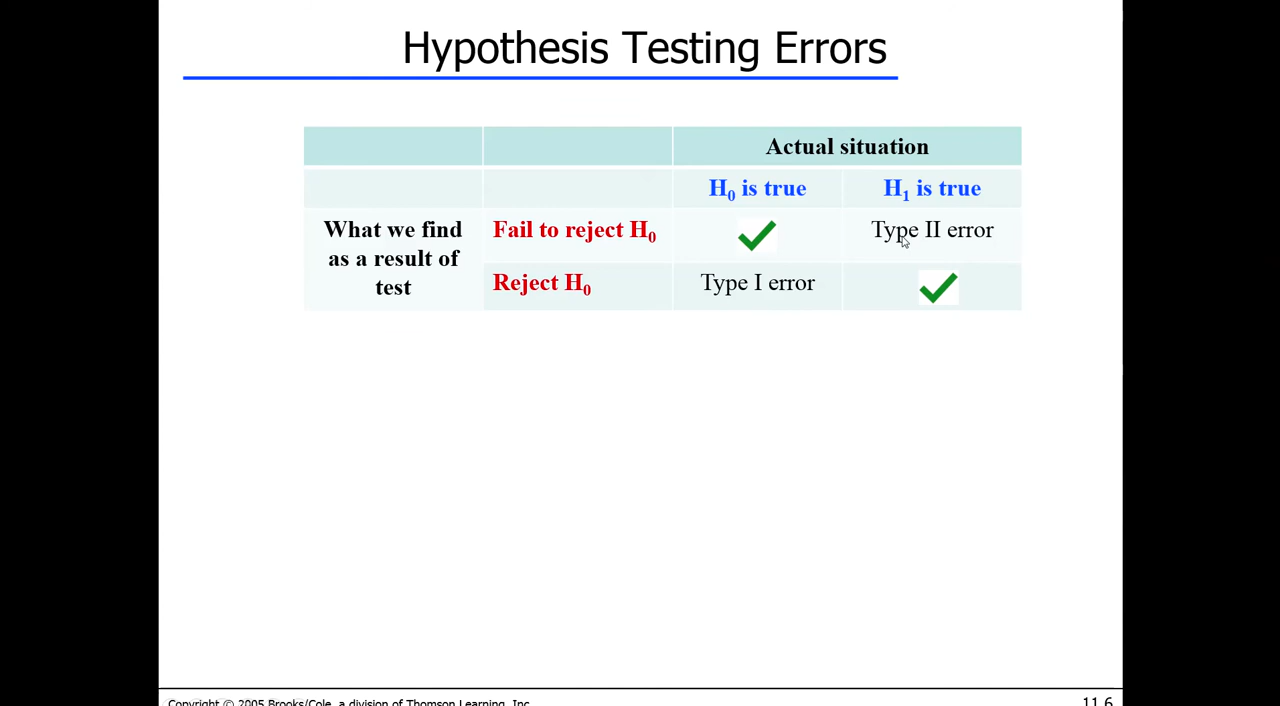 Hypothesis Testing Errors
Actual situation
H₀ is true
H₁ is true
What we find
as a result of
test
Fail to reject H₀
Type II error
Reject H₀
Type I error
Copyright © 2005 Brooks/Cole, a division of Thomson Learning, Inc.
11.6